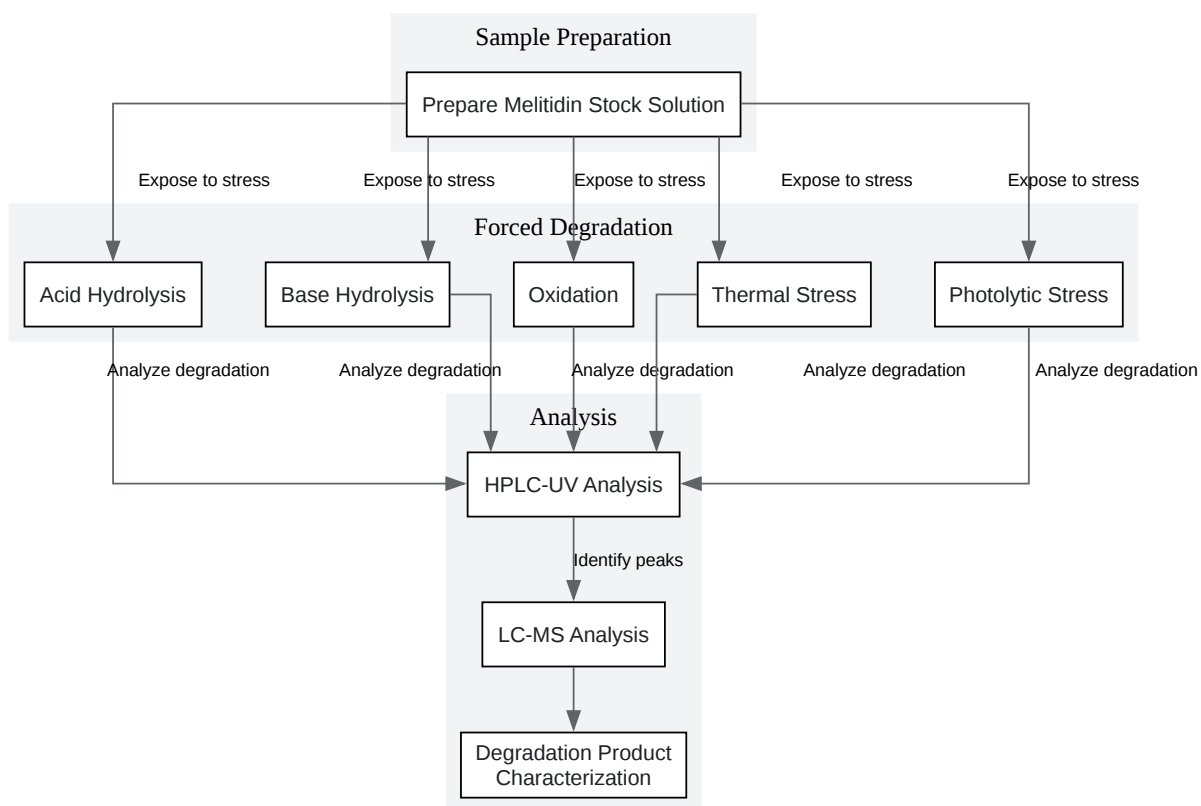 Sample Preparation
Prepare Melitidin Stock Solution
Expose to stress
Expose to stress
Expose to stress
Expose to stress
Expose to stress
Forced Degradation
Acid Hydrolysis
Base Hydrolysis
Oxidation
Thermal Stress
Photolytic Stress
Analyze degradation
Analyze degradation
Analyze degradation
Analyze degradation
Analyze degradation
Analysis
HPLC-UV Analysis
Identify peaks
LC-MS Analysis
Degradation Product
Characterization